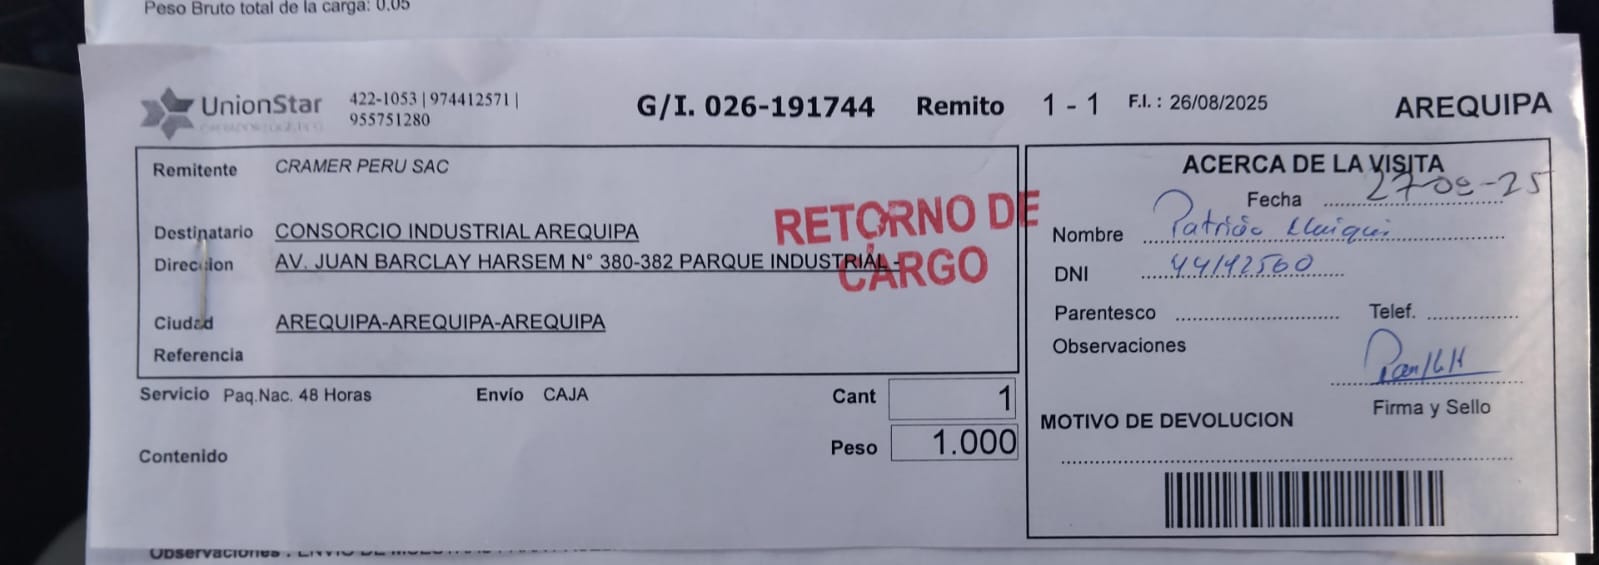 Peso Bruto total de la carga: 0.05
UnionStar
422-1053 | 974412571 |
955751280
G/I. 026-191744 Remito 1 - 1 F.I. : 26/08/2025 AREQUIPA
Remitente CRAMER PERU SAC
Destinatario CONSORCIO INDUSTRIAL AREQUIPA
Direccion AV. JUAN BARCLAY HARSEM N° 380-382 PARQUE INDUSTRIAL -
Ciudad AREQUIPA-AREQUIPA-AREQUIPA
Referencia
RETORNO DE
CARGO
Servicio Paq.Nac. 48 Horas Envío CAJA Cant 1
Peso 1.000
Contenido
ACERCA DE LA VISITA
Fecha 27-08-25
Nombre Patricia
DNI 44142560
Parentesco Telef.
Observaciones
Firma y Sello
MOTIVO DE DEVOLUCION
Observaciones :